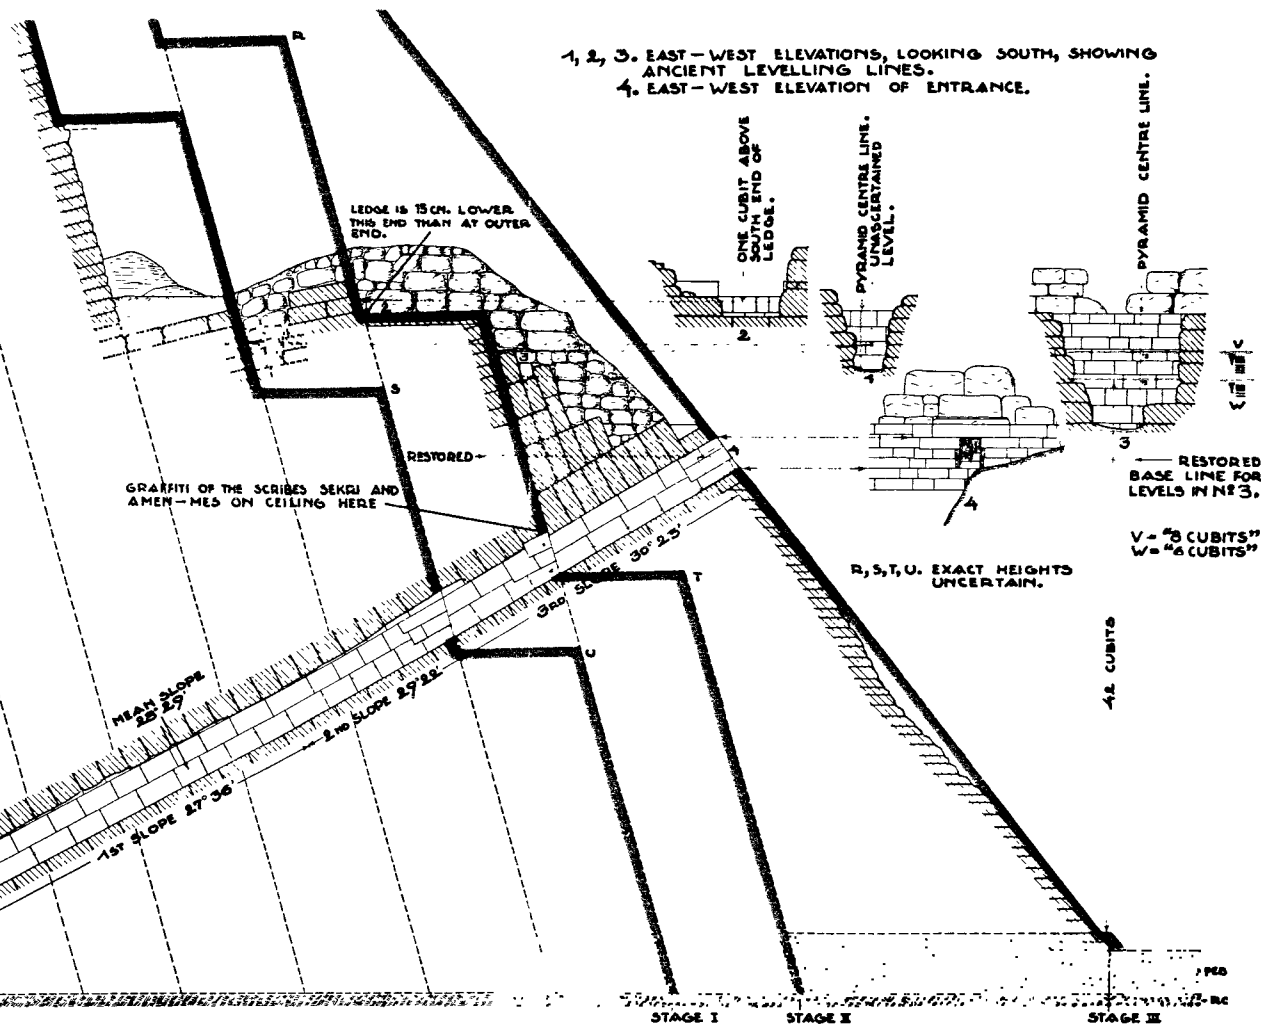 1, 2, 3. EAST-WEST ELEVATIONS, LOOKING SOUTH, SHOWING
ANCIENT LEVELLING LINES.
4. EAST-WEST ELEVATION OF ENTRANCE.
R
LEDGE IS 15 CM. LOWER
THIS END THAN AT OUTER
END.
ONE CUBIT ABOVE
SOUTH END OF
LEDGE.
PYRAMID CENTRE LINE.
UNASCERTAINED
LEVEL.
PYRAMID CENTRE LINE.
2
1
3
4
S
RESTORED
GRAFFITI OF THE SCRIBES SEKRI AND
AMEN-MES ON CEILING HERE
RESTORED
BASE LINE FOR
LEVELS IN Nº 3.
V = "8 CUBITS"
W = "6 CUBITS"
R, S, T, U. EXACT HEIGHTS
UNCERTAIN.
T
U
42 CUBITS
MEAN SLOPE
28° 29'
1ST SLOPE 27° 36'
2ND SLOPE 29° 22'
3RD SLOPE 30° 23'
PEB
STAGE I
STAGE II
STAGE III